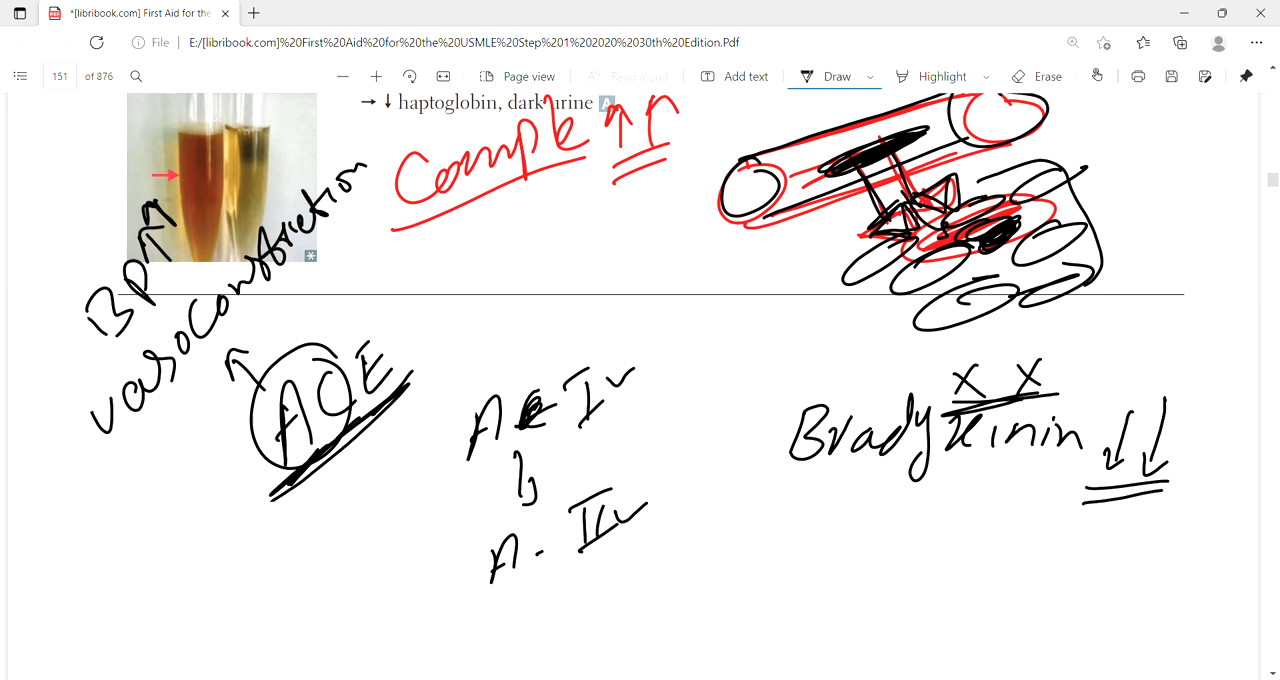 *[libribook.com] First Aid for the
File E:/[libribook.com]%20First%20Aid%20for%20the%20USMLE%20Step%201%202020%2030th%20Edition.Pdf
151 of 876 Page view Read aloud Add text Draw Highlight Erase
→ ↓ haptoglobin, dark urine A
Comple ↑↑
BP ↑↑
vasoconstriction
ACE
A I
A - II
Bradykinin ↓↓